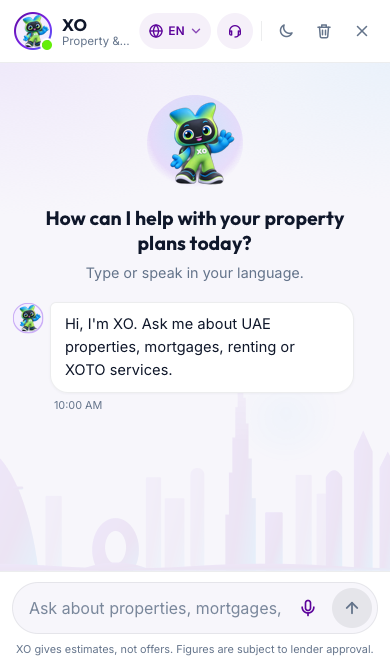 XO
Property &...
EN
XO
How can I help with your property
plans today?
Type or speak in your language.
Hi, I'm XO. Ask me about UAE
properties, mortgages, renting or
XOTO services.
10:00 AM
Ask about properties, mortgages,
XO gives estimates, not offers. Figures are subject to lender approval.